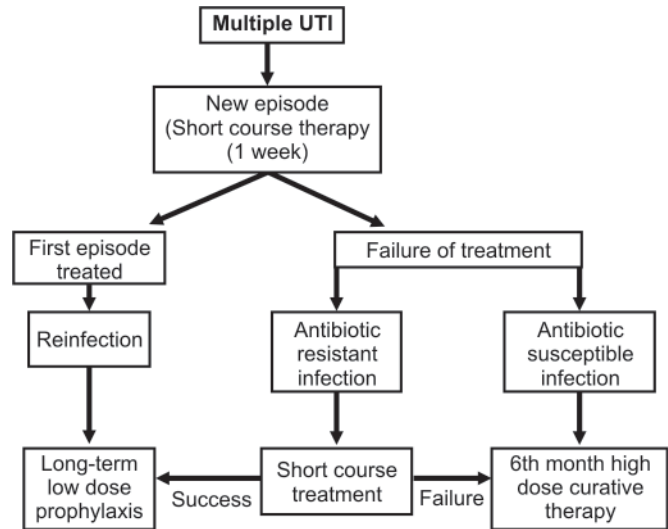 Multiple UTI
New episode
(Short course therapy
(1 week)
First episode
treated
Failure of treatment
Reinfection
Antibiotic
resistant
infection
Antibiotic
susceptible
infection
Long-term
low dose
prophylaxis
Success
Short course
treatment
Failure
6th month high
dose curative
therapy